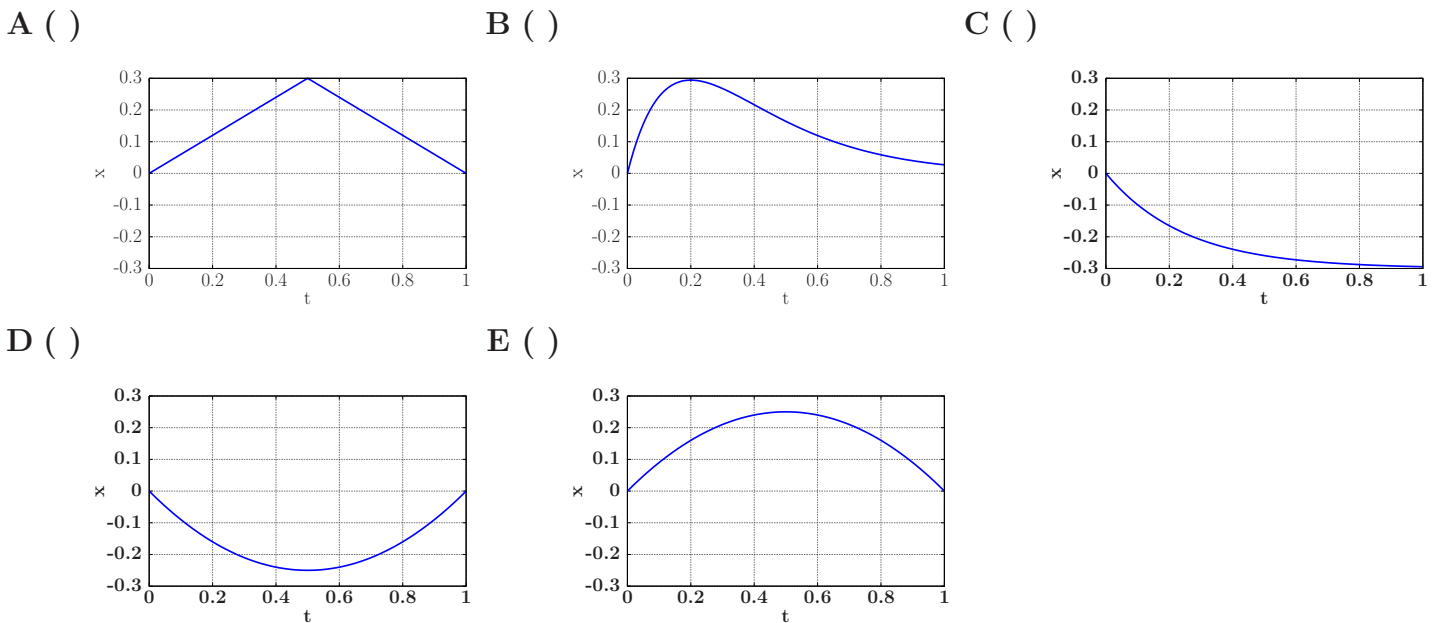 A ( ) B ( ) C ( )
0.3 0.3 0.3
0.2 0.2 0.2
0.1 0.1 0.1
x 0 x 0 x 0
-0.1 -0.1 -0.1
-0.2 -0.2 -0.2
-0.3 -0.3 -0.3
0 0.2 0.4 0.6 0.8 1 0 0.2 0.4 0.6 0.8 1 0 0.2 0.4 0.6 0.8 1
t t t
D ( ) E ( )
0.3 0.3
0.2 0.2
0.1 0.1
x 0 x 0
-0.1 -0.1
-0.2 -0.2
-0.3 -0.3
0 0.2 0.4 0.6 0.8 1 0 0.2 0.4 0.6 0.8 1
t t